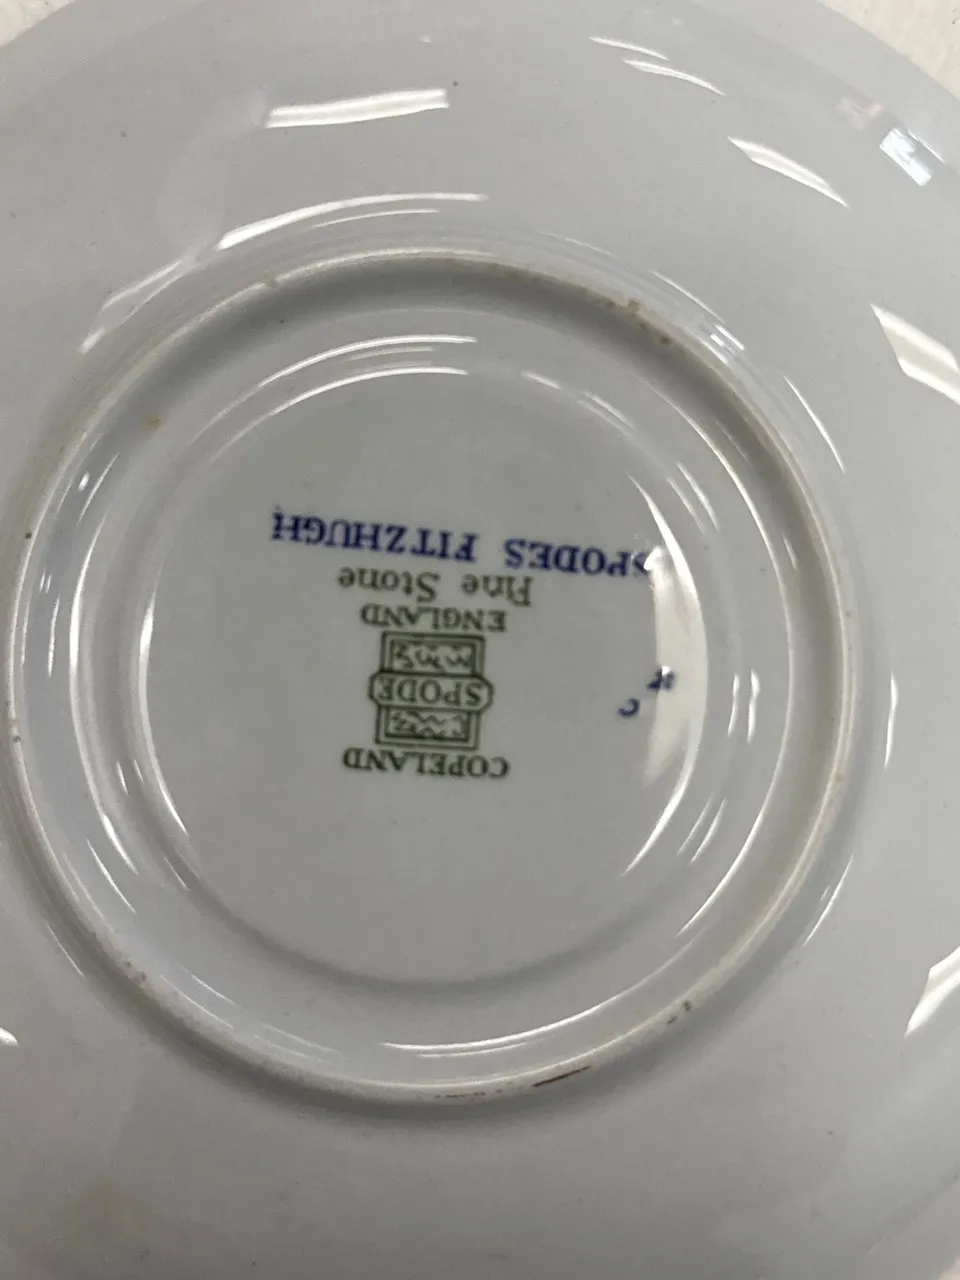 COPELAND
SPODE
ENGLAND
Fine Stone
SPODES FITZHUGH
C